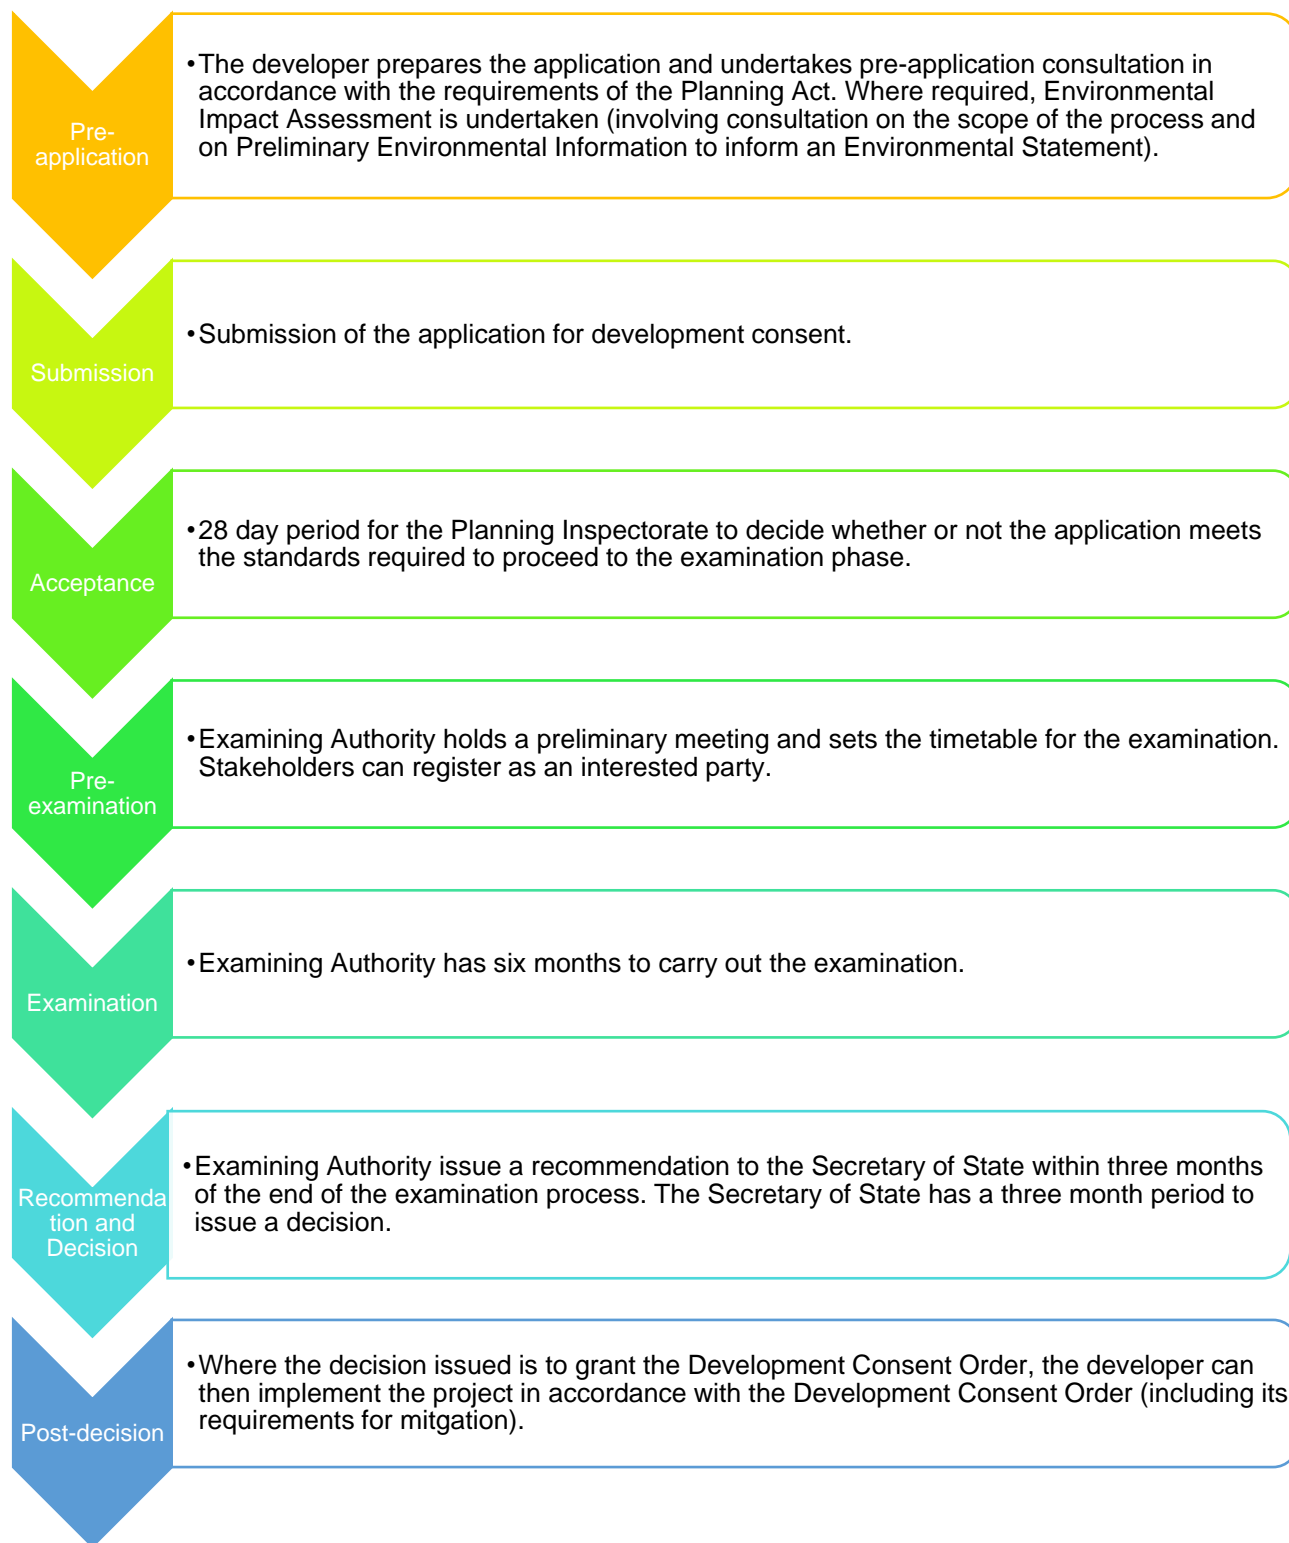 Pre-
application
•The developer prepares the application and undertakes pre-application consultation in
accordance with the requirements of the Planning Act. Where required, Environmental
Impact Assessment is undertaken (involving consultation on the scope of the process and
on Preliminary Environmental Information to inform an Environmental Statement).
Submission
•Submission of the application for development consent.
Acceptance
•28 day period for the Planning Inspectorate to decide whether or not the application meets
the standards required to proceed to the examination phase.
Pre-
examination
•Examining Authority holds a preliminary meeting and sets the timetable for the examination.
Stakeholders can register as an interested party.
Examination
•Examining Authority has six months to carry out the examination.
Recommenda
tion and
Decision
•Examining Authority issue a recommendation to the Secretary of State within three months
of the end of the examination process. The Secretary of State has a three month period to
issue a decision.
Post-decision
•Where the decision issued is to grant the Development Consent Order, the developer can
then implement the project in accordance with the Development Consent Order (including its
requirements for mitgation).